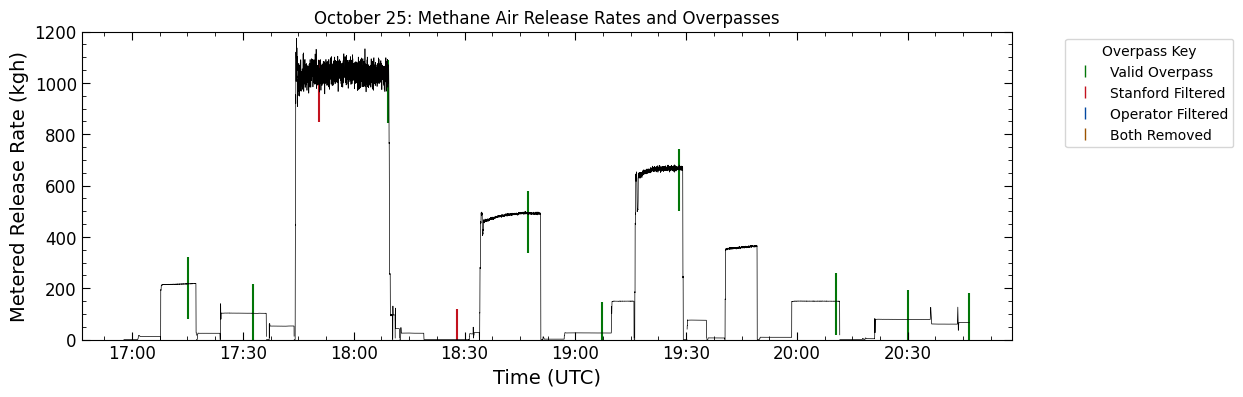 October 25: Methane Air Release Rates and Overpasses
Metered Release Rate (kgh)
1200
1000
800
600
400
200
0
17:00 17:30 18:00 18:30 19:00 19:30 20:00 20:30
Time (UTC)
Overpass Key
Valid Overpass
Stanford Filtered
Operator Filtered
Both Removed